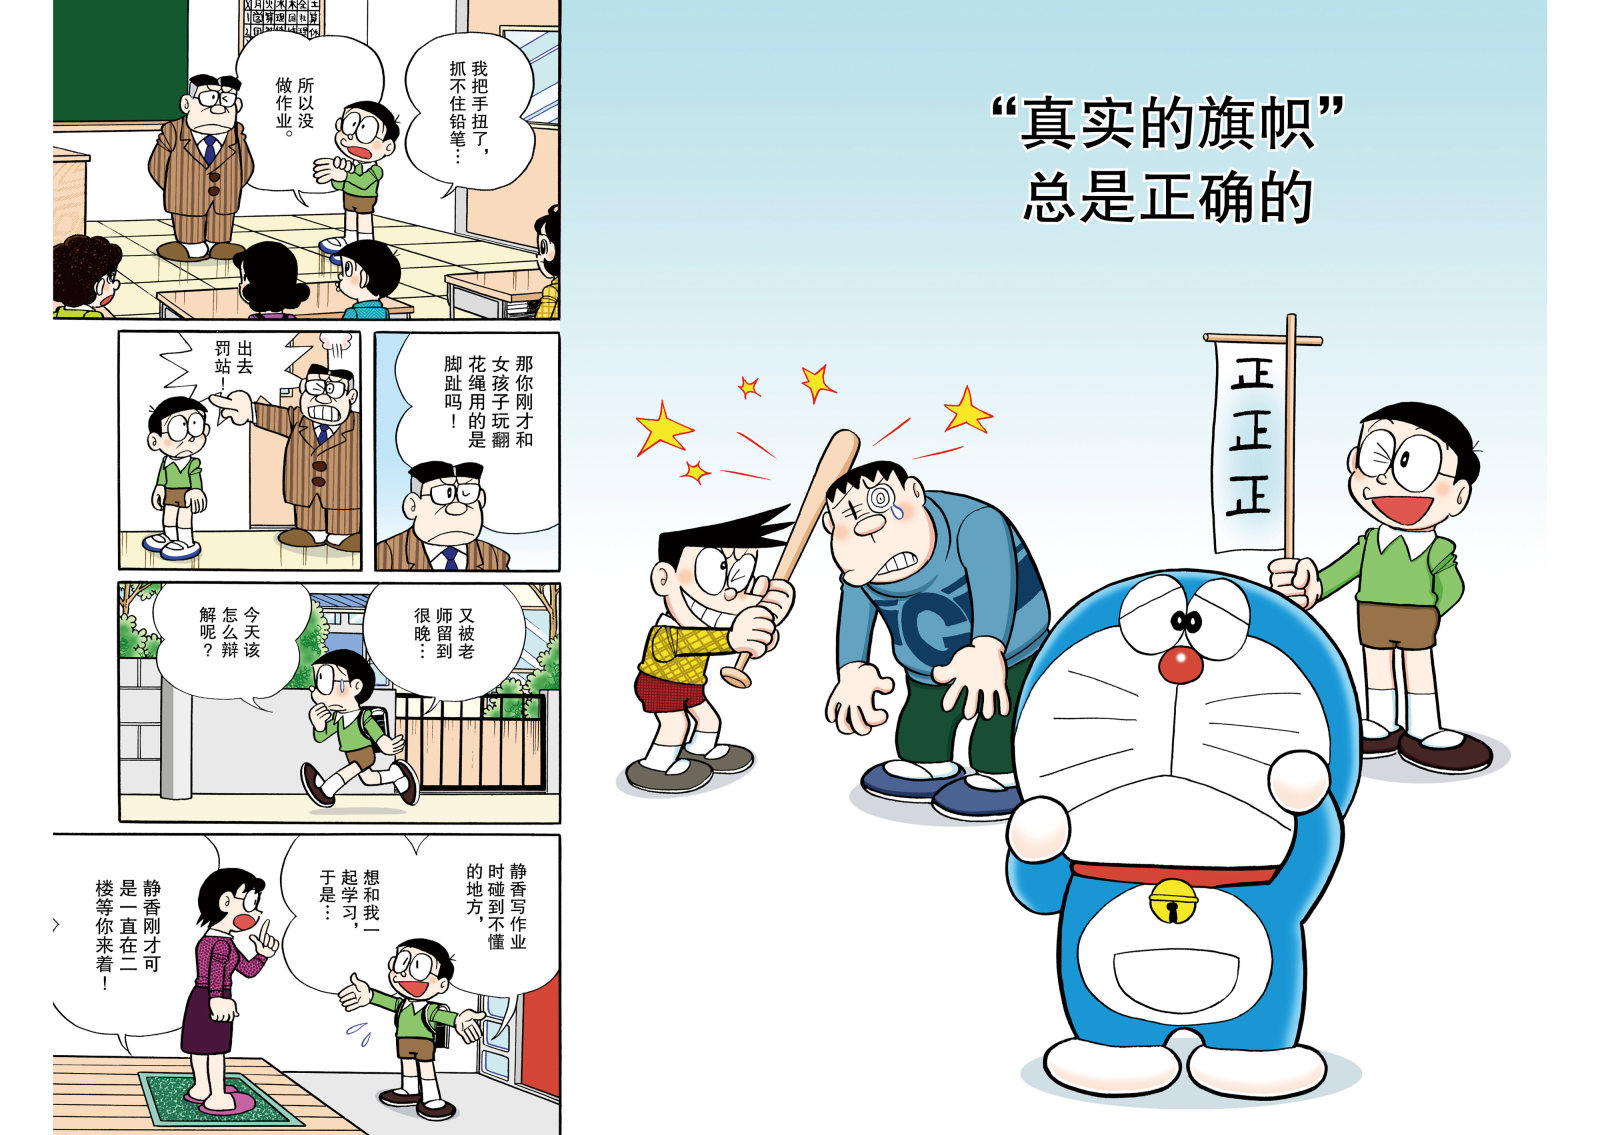 “真实的旗帜”
总是正确的
正
正
正
我把手扭了，
抓不住铅笔…
所以没
做作业。
那你刚才和
女孩子玩翻
花绳用的是
脚趾吗！
出去
罚站！
又被老
师留到
很晚…
今天该
怎么辩
解呢？
静香写作业
时碰到不懂
的地方，
想和我一
起学习，
于是…
静香刚才可
是一直在二
楼等你来着！